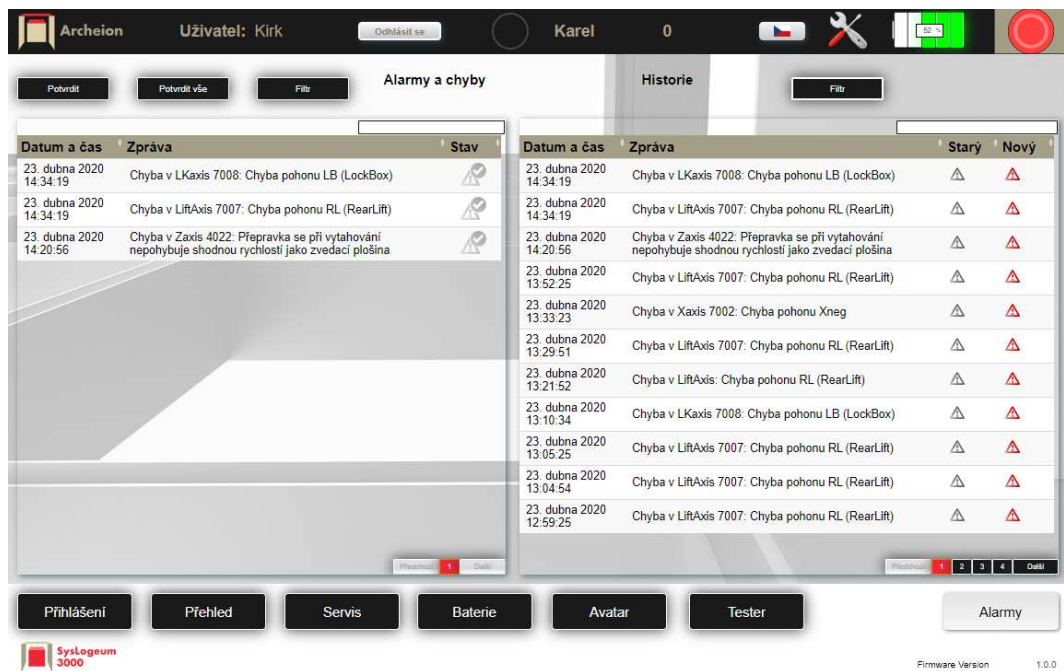 Archeion
Uživatel: Kirk
Odhlásit se
Karel
0
52 %
Potvrdit
Potvrdit vše
Filtr
Alarmy a chyby
Historie
Filtr
Datum a čas Zpráva Stav
23. dubna 2020
14:34:19
Chyba v LKaxis 7008: Chyba pohonu LB (LockBox)
23. dubna 2020
14:34:19
Chyba v LiftAxis 7007: Chyba pohonu RL (RearLift)
23. dubna 2020
14:20:56
Chyba v Zaxis 4022: Přepravka se při vytahování
nepohybuje shodnou rychlostí jako zvedací plošina
Předchozí 1 Další
Datum a čas Zpráva Starý Nový
23. dubna 2020
14:34:19
Chyba v LKaxis 7008: Chyba pohonu LB (LockBox)
23. dubna 2020
14:34:19
Chyba v LiftAxis 7007: Chyba pohonu RL (RearLift)
23. dubna 2020
14:20:56
Chyba v Zaxis 4022: Přepravka se při vytahování
nepohybuje shodnou rychlostí jako zvedací plošina
23. dubna 2020
13:52:25
Chyba v LiftAxis 7007: Chyba pohonu RL (RearLift)
23. dubna 2020
13:33:23
Chyba v Xaxis 7002: Chyba pohonu Xneg
23. dubna 2020
13:29:51
Chyba v LiftAxis 7007: Chyba pohonu RL (RearLift)
23. dubna 2020
13:21:52
Chyba v LiftAxis: Chyba pohonu RL (RearLift)
23. dubna 2020
13:10:34
Chyba v LKaxis 7008: Chyba pohonu LB (LockBox)
23. dubna 2020
13:05:25
Chyba v LiftAxis 7007: Chyba pohonu RL (RearLift)
23. dubna 2020
13:04:54
Chyba v LiftAxis 7007: Chyba pohonu RL (RearLift)
23. dubna 2020
12:59:25
Chyba v LiftAxis 7007: Chyba pohonu RL (RearLift)
Předchozí 1 2 3 4 Další
Přihlášení
Přehled
Servis
Baterie
Avatar
Tester
Alarmy
SysLogeum
3000
Firmware Version 1.0.0